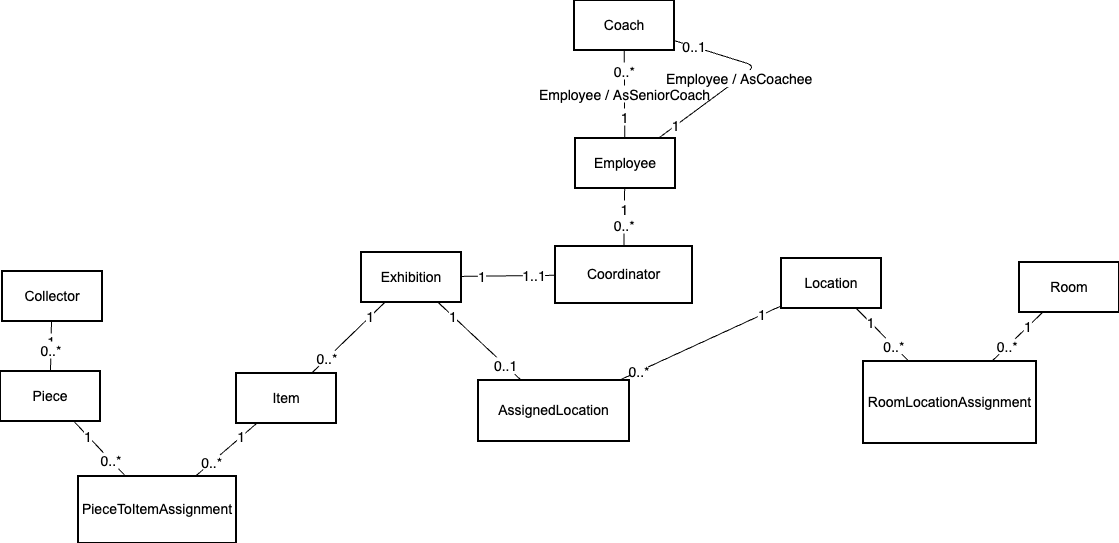 Coach
0..1
0..*
Employee / AsCoachee
Employee / AsSeniorCoach
1
1
Employee
1
0..*
Exhibition
1
1..1
Coordinator
Location
Room
Collector
1
0..*
1
0..*
1
0..1
1
0..*
1
0..*
1
0..*
Piece
Item
AssignedLocation
RoomLocationAssignment
1
0..*
1
0..*
PieceToItemAssignment